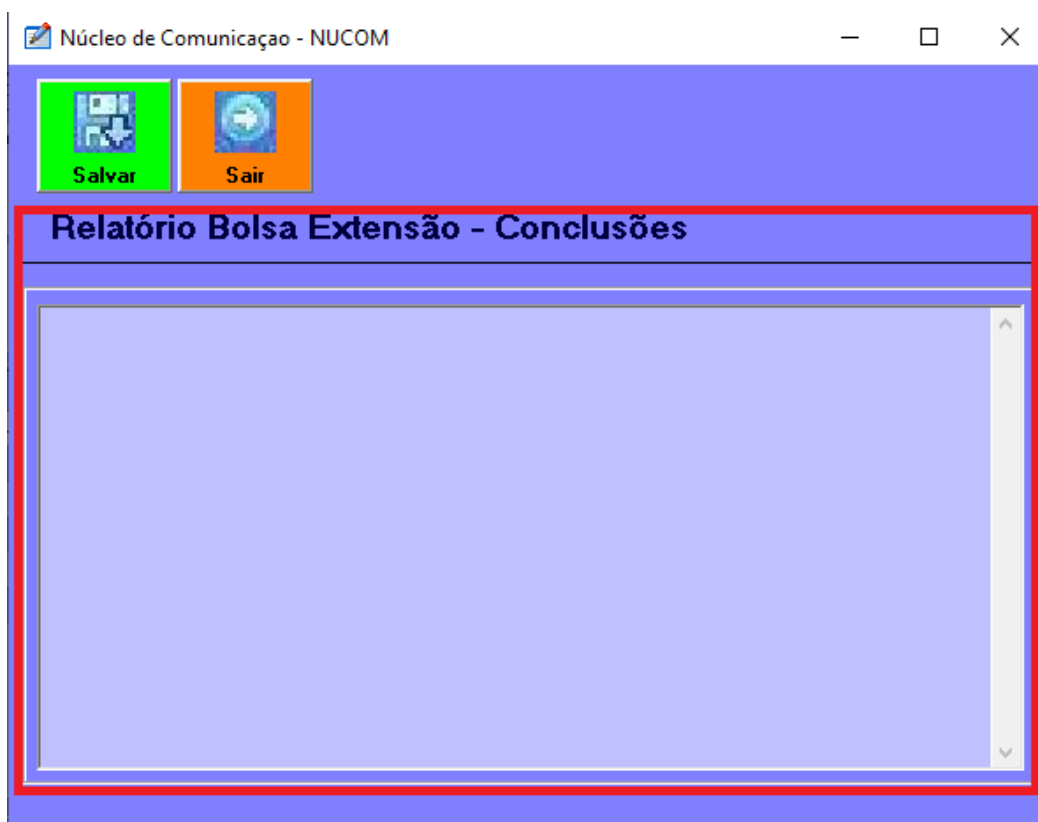 Núcleo de Comunicaçao - NUCOM
Salvar Sair
Relatório Bolsa Extensão - Conclusões